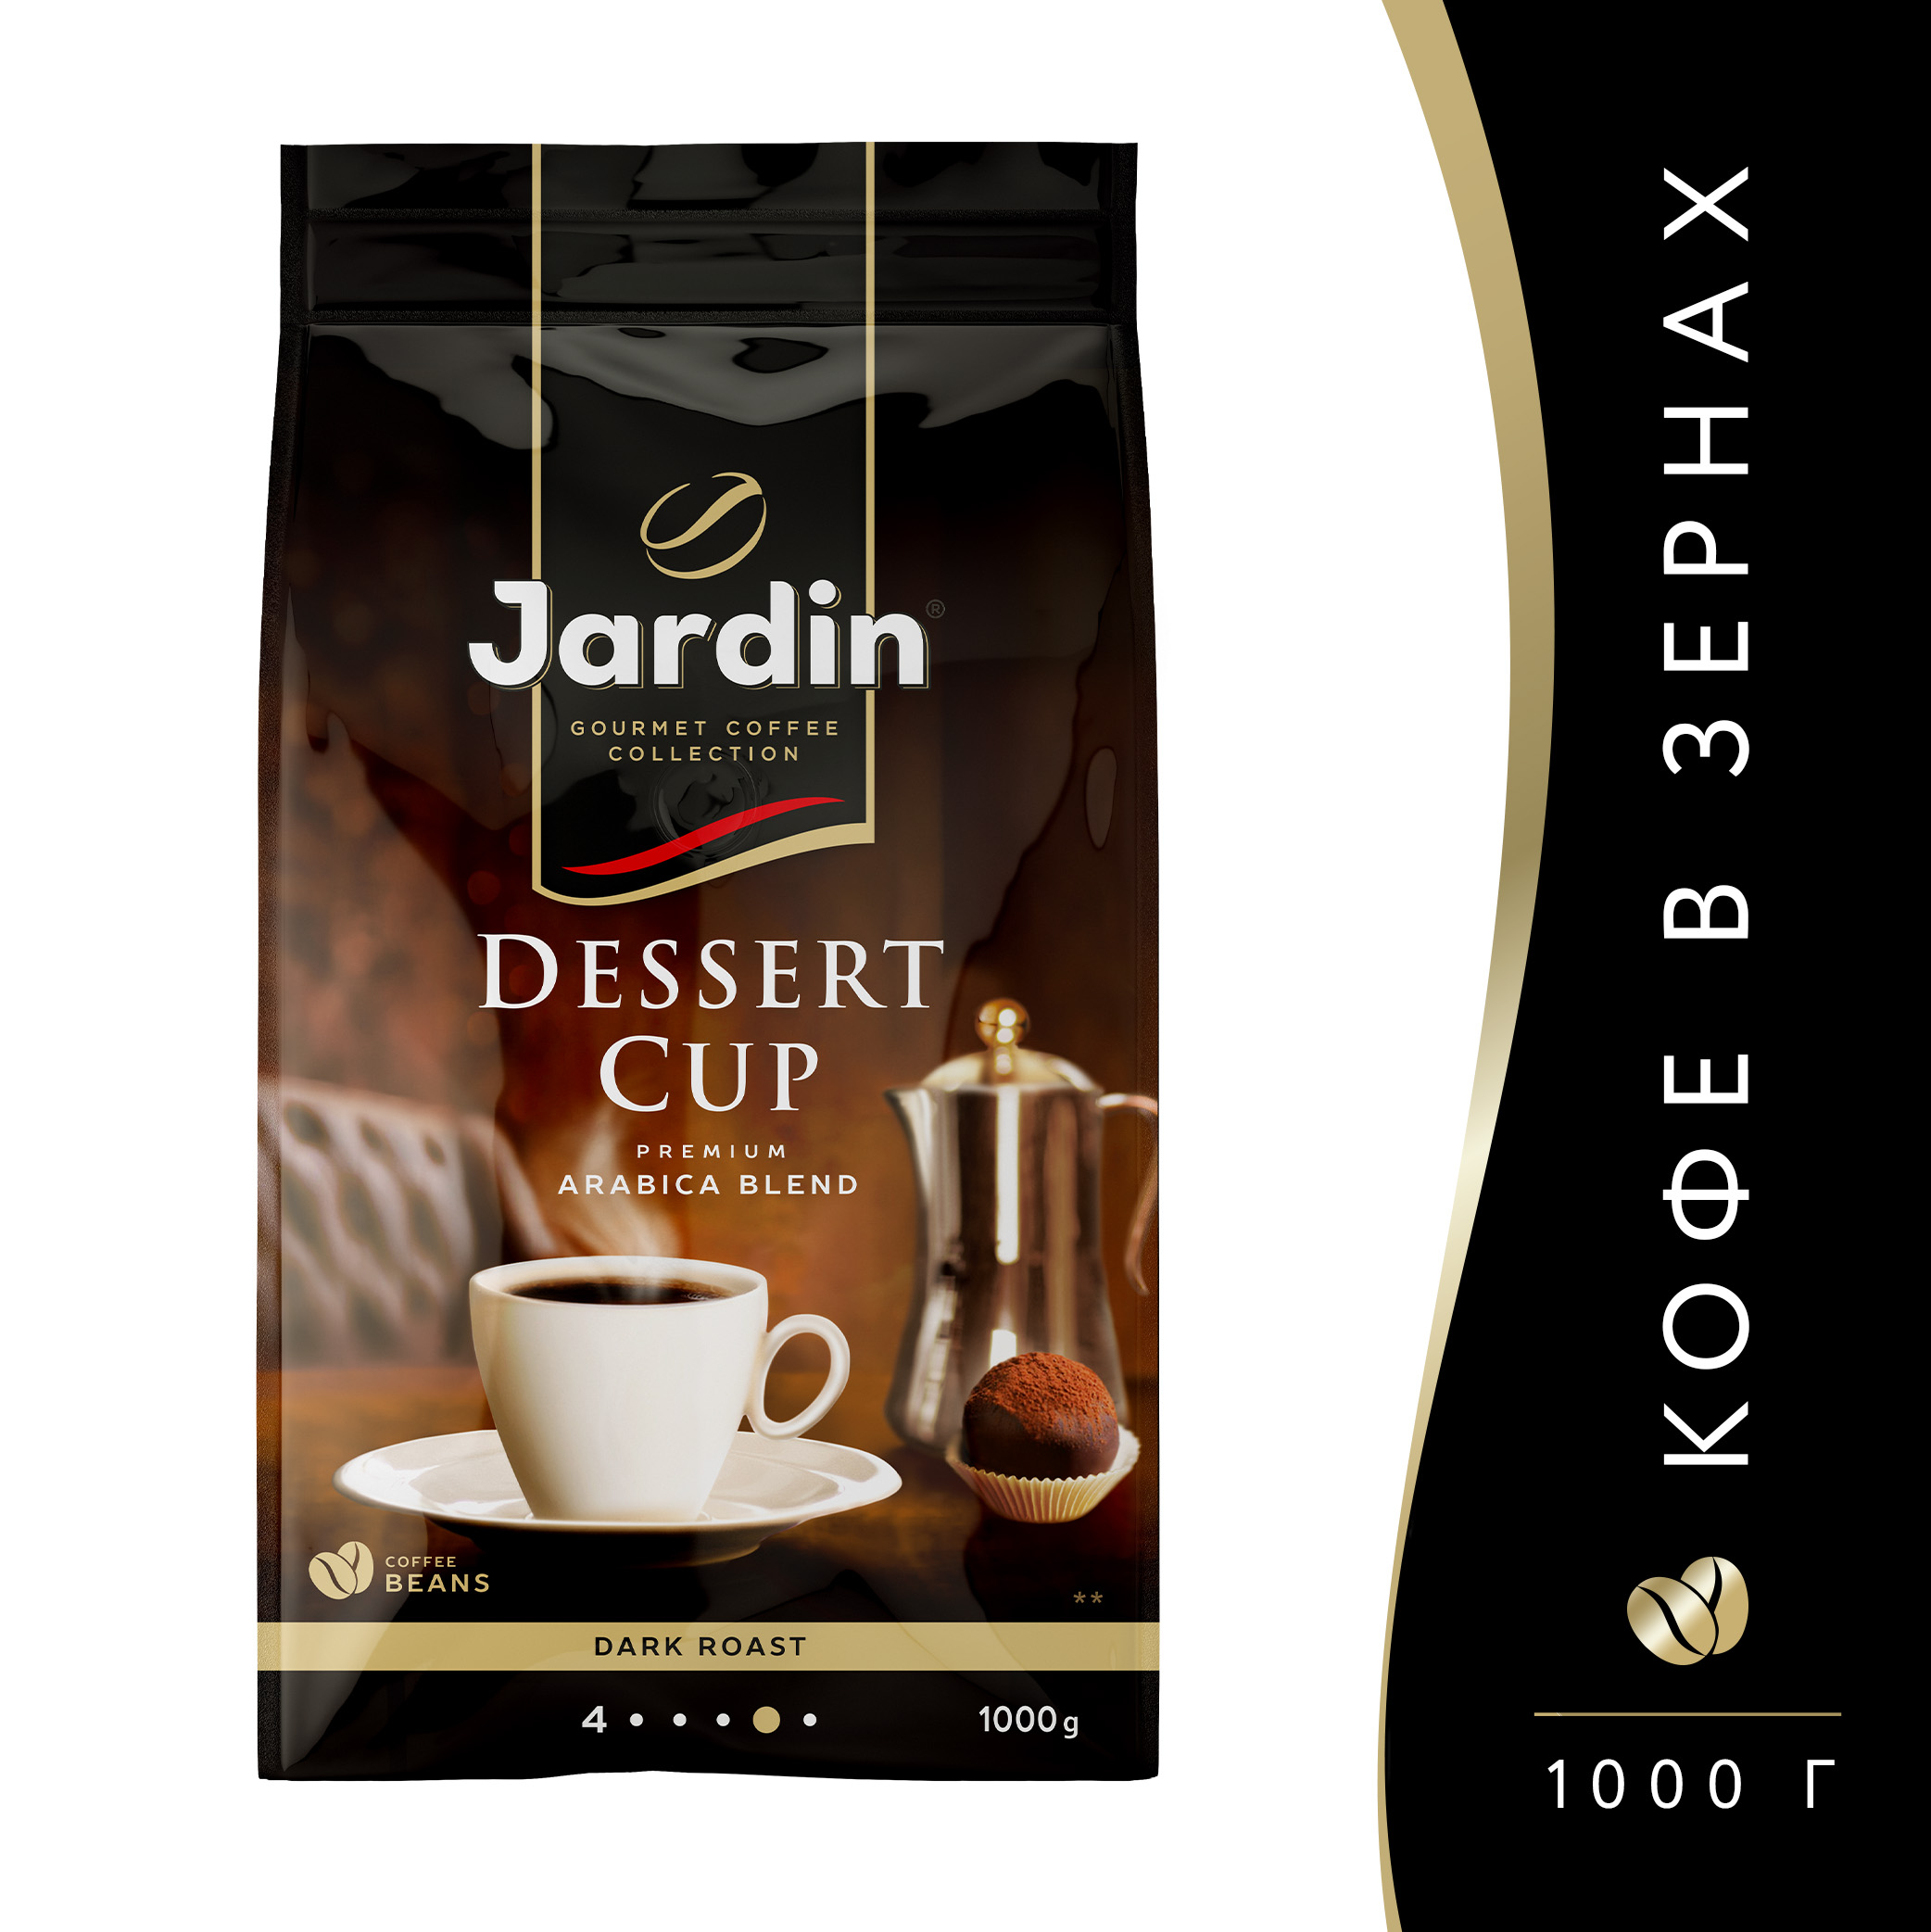 Jardin®
GOURMET COFFEE
COLLECTION
DESSERT
CUP
PREMIUM
ARABICA BLEND
COFFEE
BEANS
**
DARK ROAST
4
1000 g
КОФЕ В ЗЕРНАХ
1000 Г